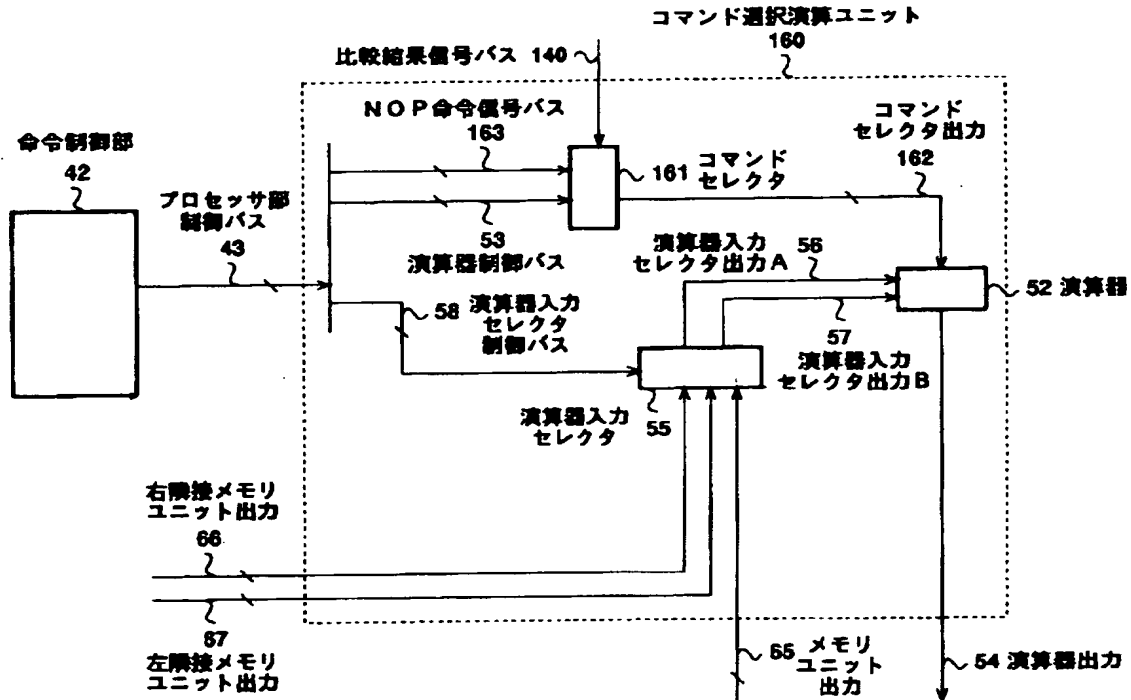 コマンド選択演算ユニット
160
比較結果信号バス 140
NOP命令信号バス
163
コマンド
セレクタ出力
162
命令制御部
42
161 コマンド
セレクタ
プロセッサ部
制御バス
43
53
演算器制御バス
演算器入力
セレクタ出力A
56
52 演算器
58 演算器入力
セレクタ
制御バス
57
演算器入力
セレクタ出力B
演算器入力
セレクタ
55
右隣接メモリ
ユニット出力
66
67
左隣接メモリ
ユニット出力
65 メモリ
ユニット
出力
54 演算器出力